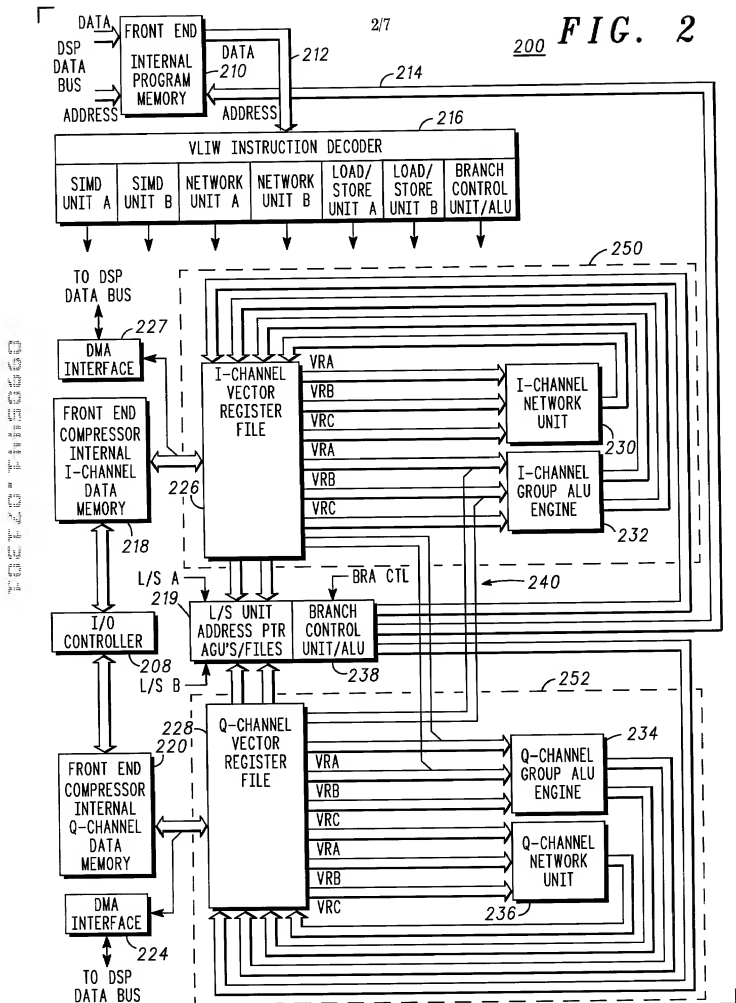 2/7
200 FIG. 2
DATA
DSP
DATA
BUS
ADDRESS
FRONT END
INTERNAL
PROGRAM
MEMORY
210
DATA
212
ADDRESS
214
216
VLIW INSTRUCTION DECODER
SIMD
UNIT A
SIMD
UNIT B
NETWORK
UNIT A
NETWORK
UNIT B
LOAD/
STORE
UNIT A
LOAD/
STORE
UNIT B
BRANCH
CONTROL
UNIT/ALU
250
TO DSP
DATA BUS
227
DMA
INTERFACE
FRONT END
COMPRESSOR
INTERNAL
I-CHANNEL
DATA
MEMORY
218
I-CHANNEL
VECTOR
REGISTER
FILE
226
VRA
VRB
VRC
VRA
VRB
VRC
I-CHANNEL
NETWORK
UNIT
230
I-CHANNEL
GROUP ALU
ENGINE
232
240
L/S A
BRA CTL
219
L/S UNIT
ADDRESS PTR
AGU'S/FILES
BRANCH
CONTROL
UNIT/ALU
238
L/S B
I/O
CONTROLLER
208
252
228
Q-CHANNEL
VECTOR
REGISTER
FILE
220
FRONT END
COMPRESSOR
INTERNAL
Q-CHANNEL
DATA
MEMORY
VRA
VRB
VRC
VRA
VRB
VRC
234
Q-CHANNEL
GROUP ALU
ENGINE
Q-CHANNEL
NETWORK
UNIT
236
DMA
INTERFACE
224
TO DSP
DATA BUS